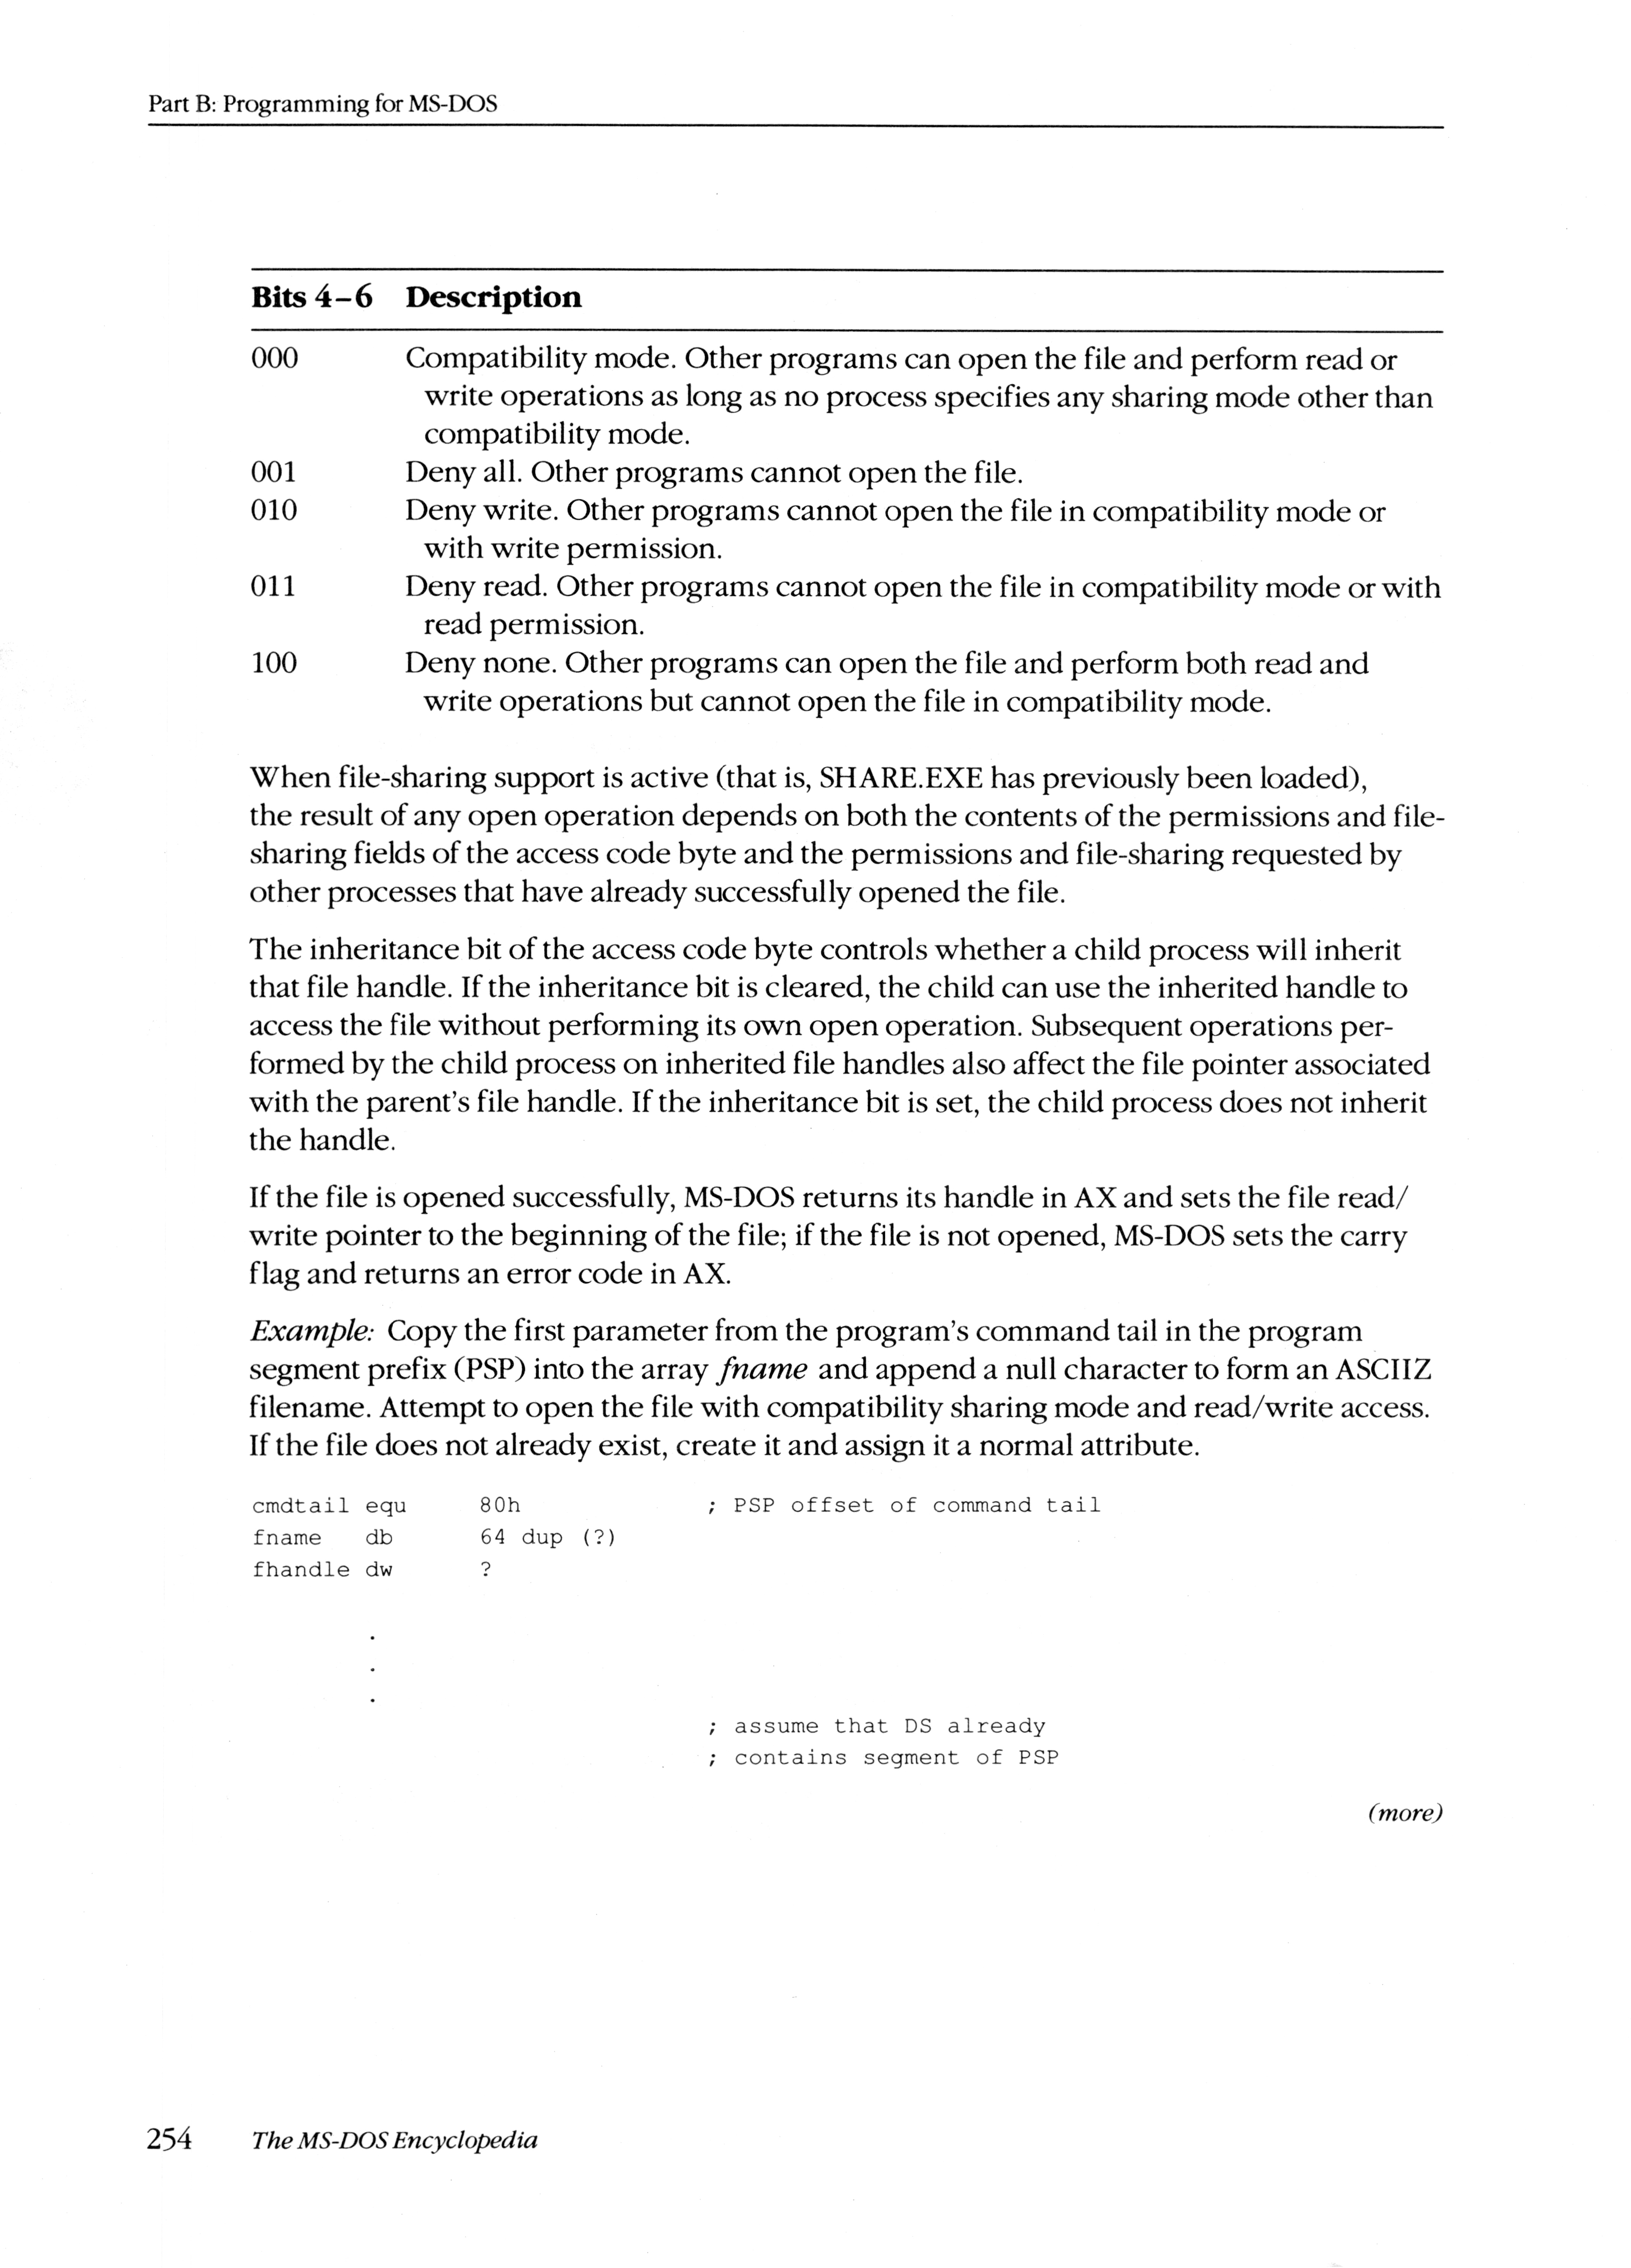 Part B: Programming for MS-DOS
Bits 4–6 Description
000 Compatibility mode. Other programs can open the file and perform read or
write operations as long as no process specifies any sharing mode other than
compatibility mode.
001 Deny all. Other programs cannot open the file.
010 Deny write. Other programs cannot open the file in compatibility mode or
with write permission.
011 Deny read. Other programs cannot open the file in compatibility mode or with
read permission.
100 Deny none. Other programs can open the file and perform both read and
write operations but cannot open the file in compatibility mode.
When file-sharing support is active (that is, SHARE.EXE has previously been loaded),
the result of any open operation depends on both the contents of the permissions and file-
sharing fields of the access code byte and the permissions and file-sharing requested by
other processes that have already successfully opened the file.
The inheritance bit of the access code byte controls whether a child process will inherit
that file handle. If the inheritance bit is cleared, the child can use the inherited handle to
access the file without performing its own open operation. Subsequent operations per-
formed by the child process on inherited file handles also affect the file pointer associated
with the parent's file handle. If the inheritance bit is set, the child process does not inherit
the handle.
If the file is opened successfully, MS-DOS returns its handle in AX and sets the file read/
write pointer to the beginning of the file; if the file is not opened, MS-DOS sets the carry
flag and returns an error code in AX.
Example: Copy the first parameter from the program's command tail in the program
segment prefix (PSP) into the array fname and append a null character to form an ASCIIZ
filename. Attempt to open the file with compatibility sharing mode and read/write access.
If the file does not already exist, create it and assign it a normal attribute.
cmdtail equ 80h ; PSP offset of command tail
fname db 64 dup (?)
fhandle dw ?
.
.
.
; assume that DS already
; contains segment of PSP
(more)
254 The MS-DOS Encyclopedia